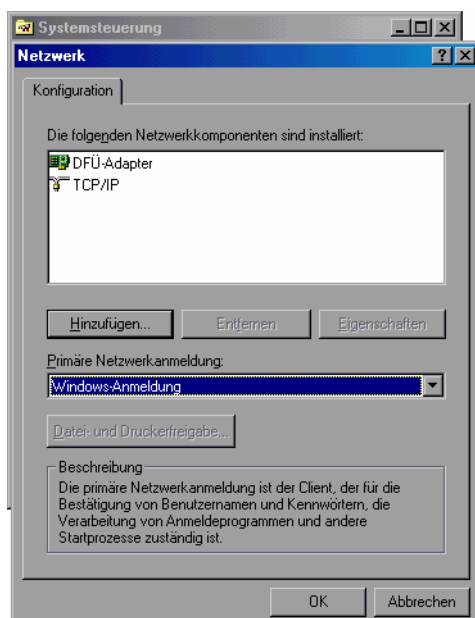 Systemsteuerung
Netzwerk
Konfiguration
Die folgenden Netzwerkkomponenten sind installiert:
DFÜ-Adapter
TCP/IP
Hinzufügen... Entfernen Eigenschaften
Primäre Netzwerkanmeldung:
Windows-Anmeldung
Datei- und Druckerfreigabe...
Beschreibung
Die primäre Netzwerkanmeldung ist der Client, der für die
Bestätigung von Benutzernamen und Kennwörtern, die
Verarbeitung von Anmeldeprogrammen und andere
Startprozesse zuständig ist.
OK Abbrechen